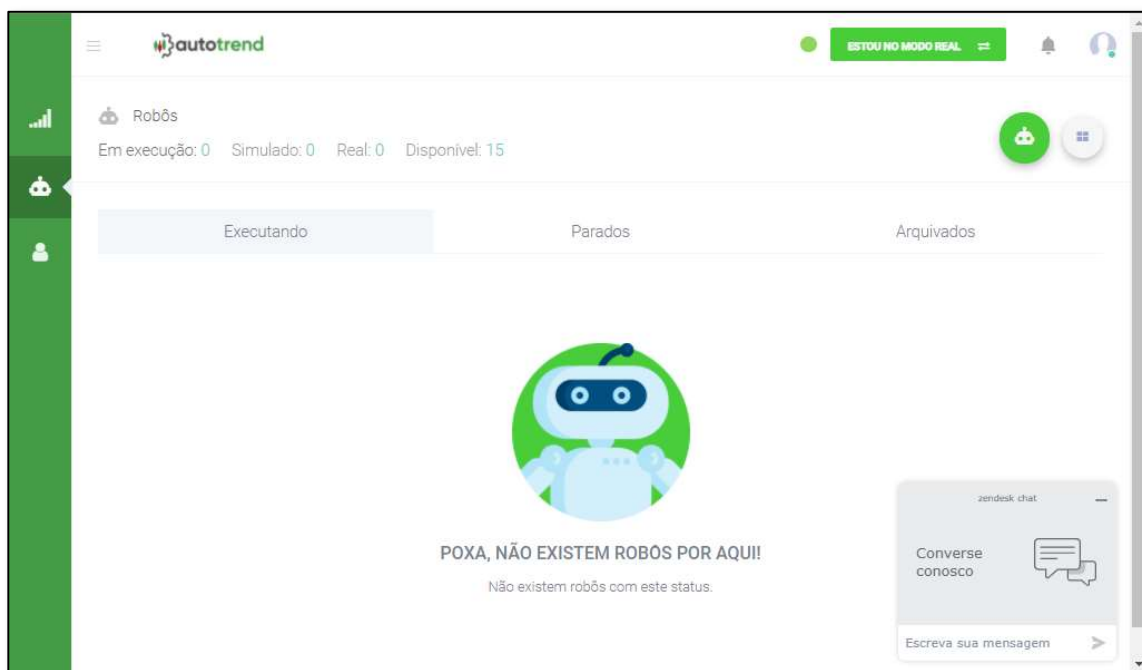 autotrend
ESTOU NO MODO REAL
Robôs
Em execução: 0 Simulado: 0 Real: 0 Disponível: 15
Executando Parados Arquivados
POXA, NÃO EXISTEM ROBÔS POR AQUI!
Não existem robôs com este status.
zendesk chat
Converse
conosco
Escreva sua mensagem